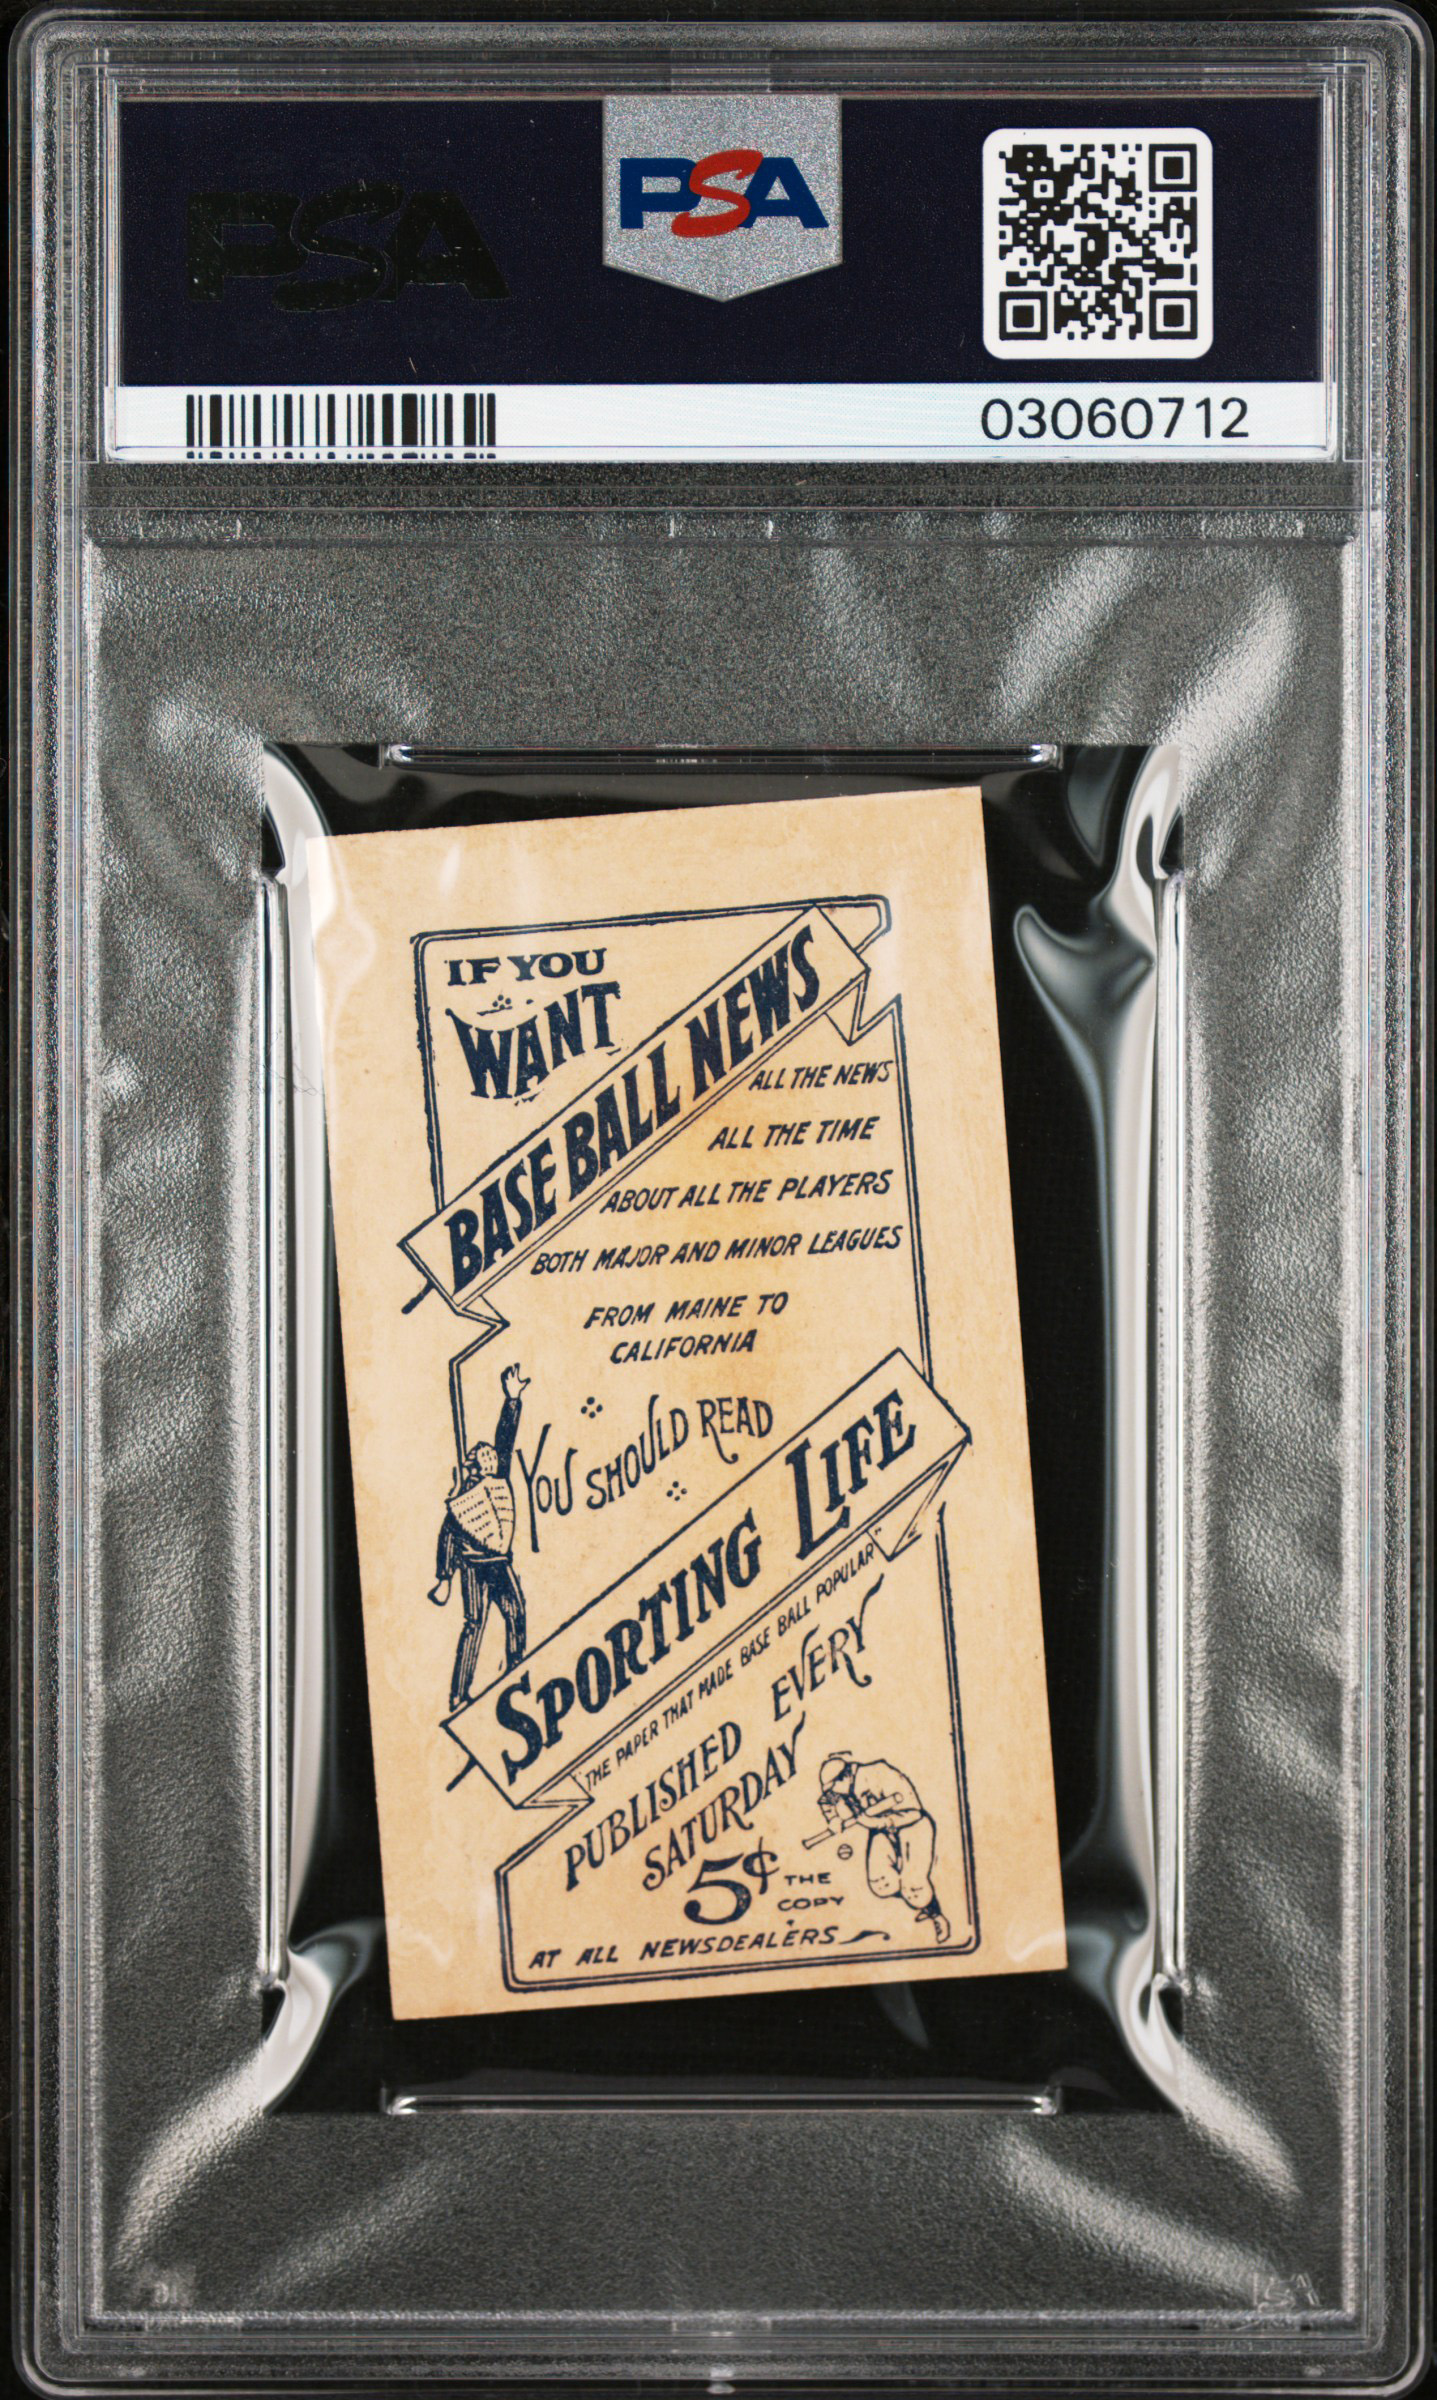 PSA
PSA
03060712
IF YOU
WANT
BASE BALL NEWS
ALL THE NEWS
ALL THE TIME
ABOUT ALL THE PLAYERS
BOTH MAJOR AND MINOR LEAGUES
FROM MAINE TO
CALIFORNIA
YOU SHOULD READ
SPORTING LIFE
"THE PAPER THAT MADE BASE BALL POPULAR"
PUBLISHED EVERY
SATURDAY
5¢ THE
COPY
AT ALL NEWSDEALERS
PSA